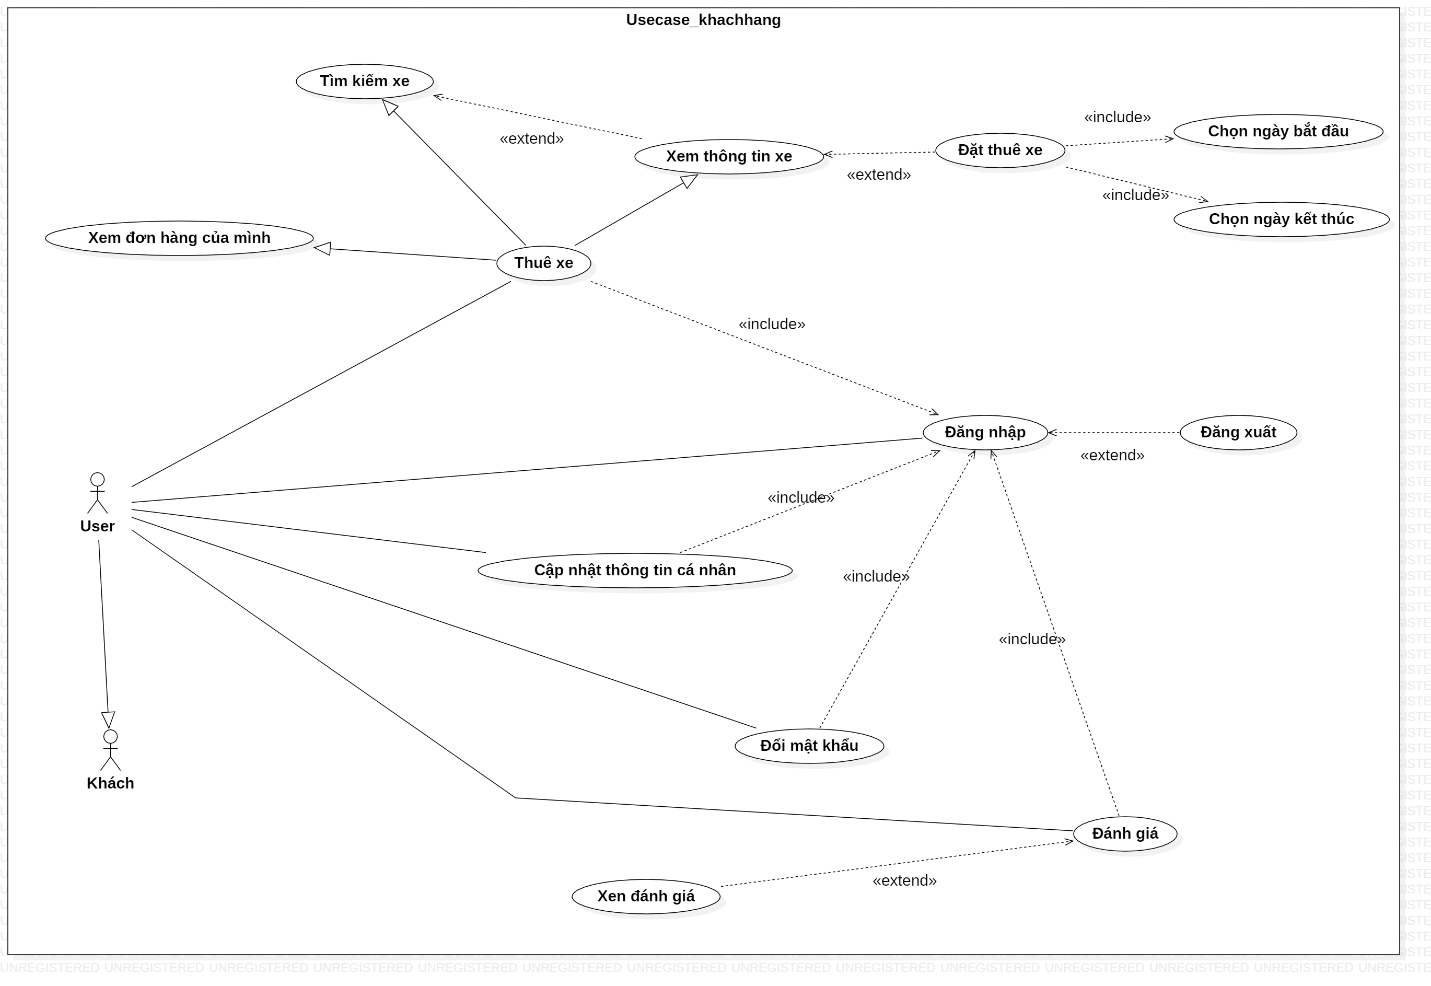 Usecase_khachhang
Tìm kiếm xe
«extend»
Xem thông tin xe
«extend»
Đặt thuê xe
«include»
Chọn ngày bắt đầu
«include»
Chọn ngày kết thúc
Xem đơn hàng của mình
Thuê xe
«include»
Đăng nhập
«extend»
Đăng xuất
User
«include»
Cập nhật thông tin cá nhân
«include»
«include»
Đổi mật khẩu
Khách
Đánh giá
«extend»
Xen đánh giá
UNREGISTERED UNREGISTERED UNREGISTERED UNREGISTERED UNREGISTERED UNREGISTERED UNREGISTERED UNREGISTERED UNREGISTERED UNREGISTERED UNREGISTERED UNREGISTERED UNREGISTERED UNREGISTE